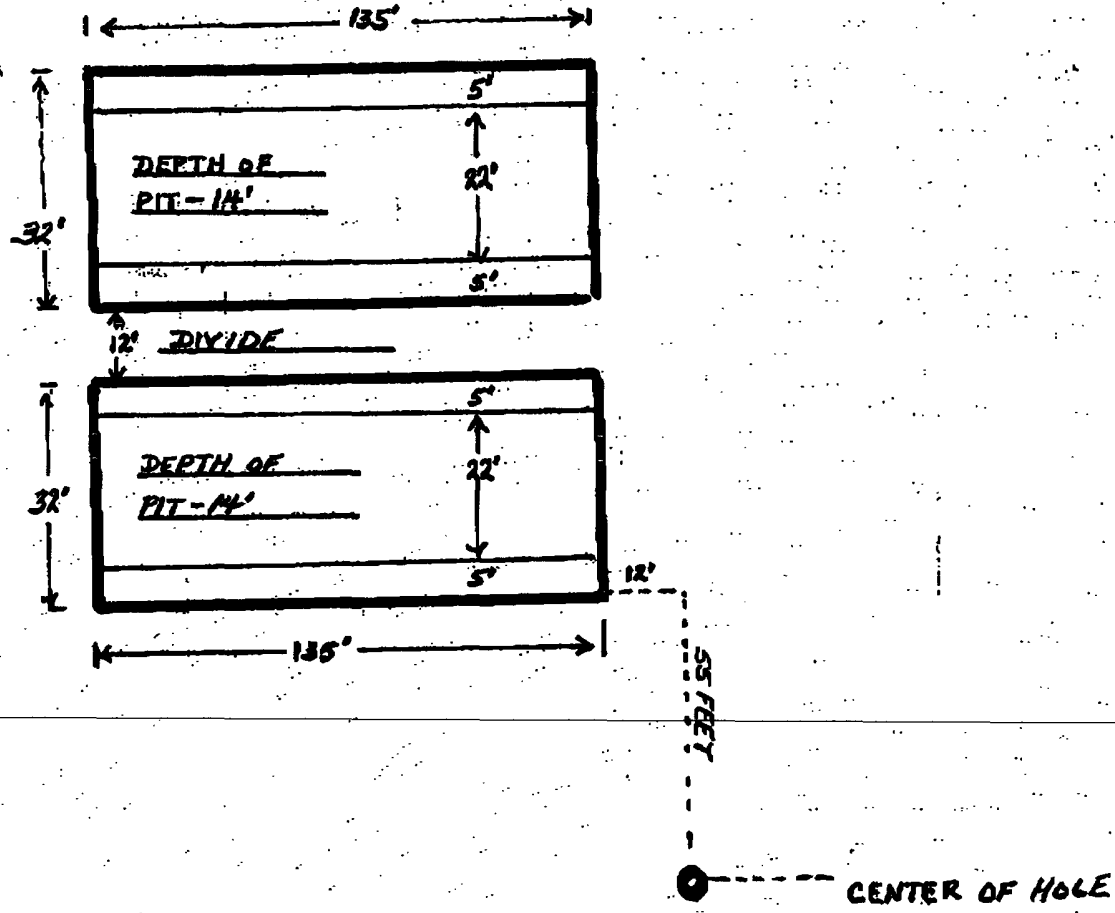 135'
5'
DEPTH OF
22'
PIT-14'
32'
5'
12'
DIVIDE
5'
DEPTH OF
22'
32'
PIT-14'
5'
12'
135'
55 FEET
CENTER OF HOLE